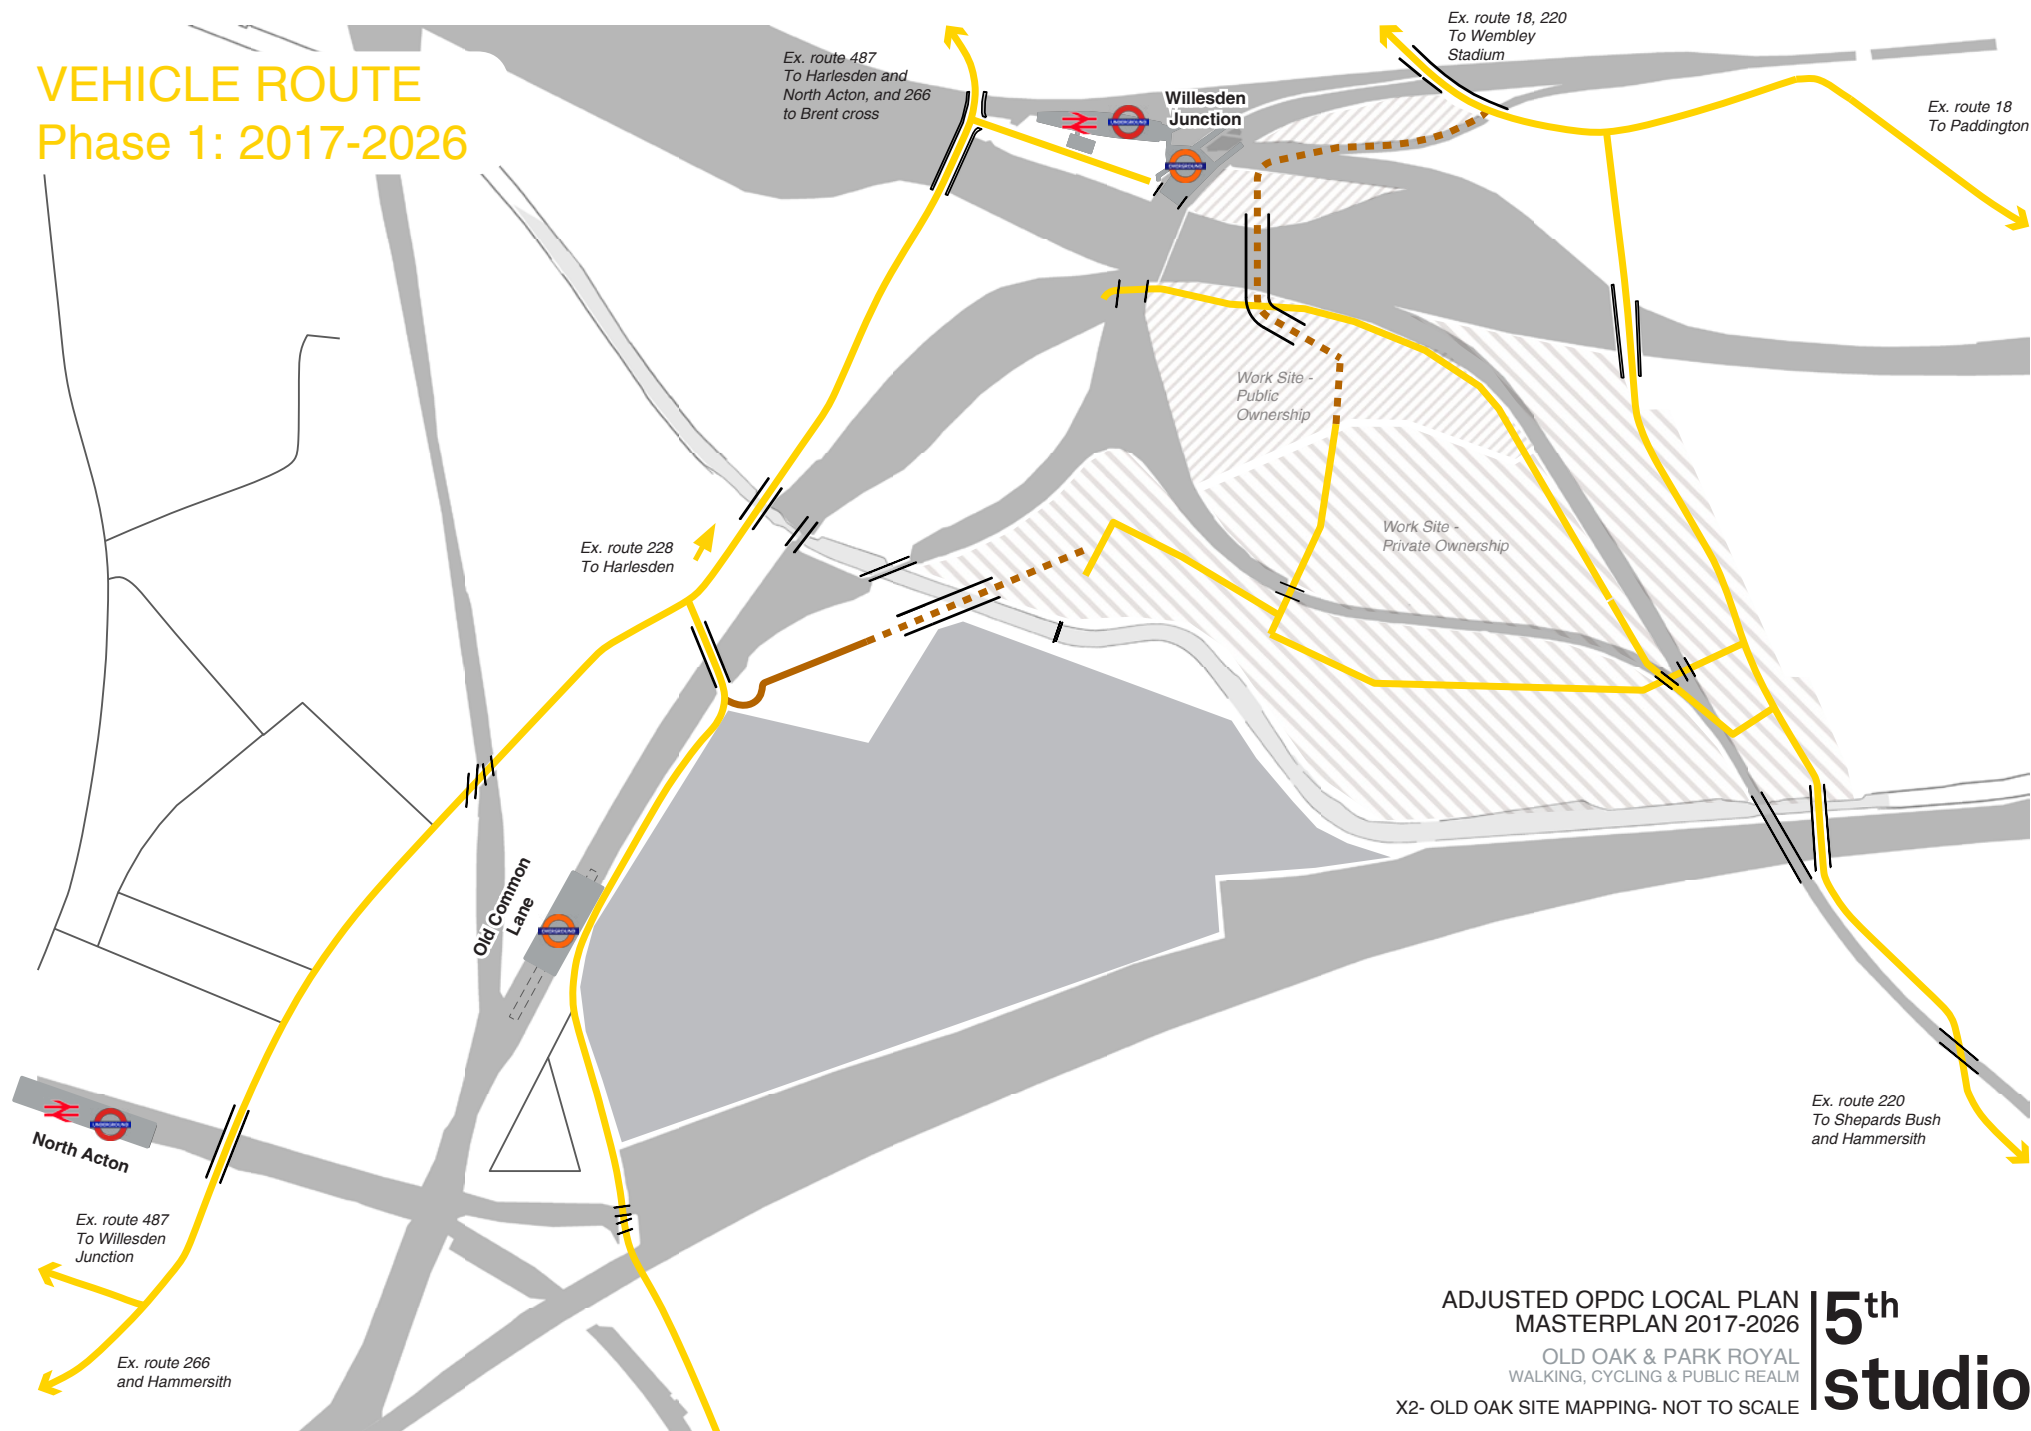 VEHICLE ROUTE
Phase 1: 2017-2026
Ex. route 487
To Harlesden and
North Acton, and 266
to Brent cross
Ex. route 18, 220
To Wembley
Stadium
Willesden
Junction
UNDERGROUND
OVERGROUND
Ex. route 18
To Paddington
Work Site -
Public
Ownership
Work Site -
Private Ownership
Ex. route 228
To Harlesden
Old Common
Lane
OVERGROUND
UNDERGROUND
North Acton
Ex. route 220
To Shepards Bush
and Hammersith
Ex. route 487
To Willesden
Junction
Ex. route 266
and Hammersith
ADJUSTED OPDC LOCAL PLAN
MASTERPLAN 2017-2026
OLD OAK & PARK ROYAL
WALKING, CYCLING & PUBLIC REALM
X2- OLD OAK SITE MAPPING- NOT TO SCALE
5th
studio